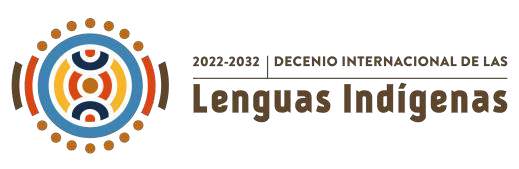 2022-2032 | DECENIO INTERNACIONAL DE LAS
Lenguas Indígenas